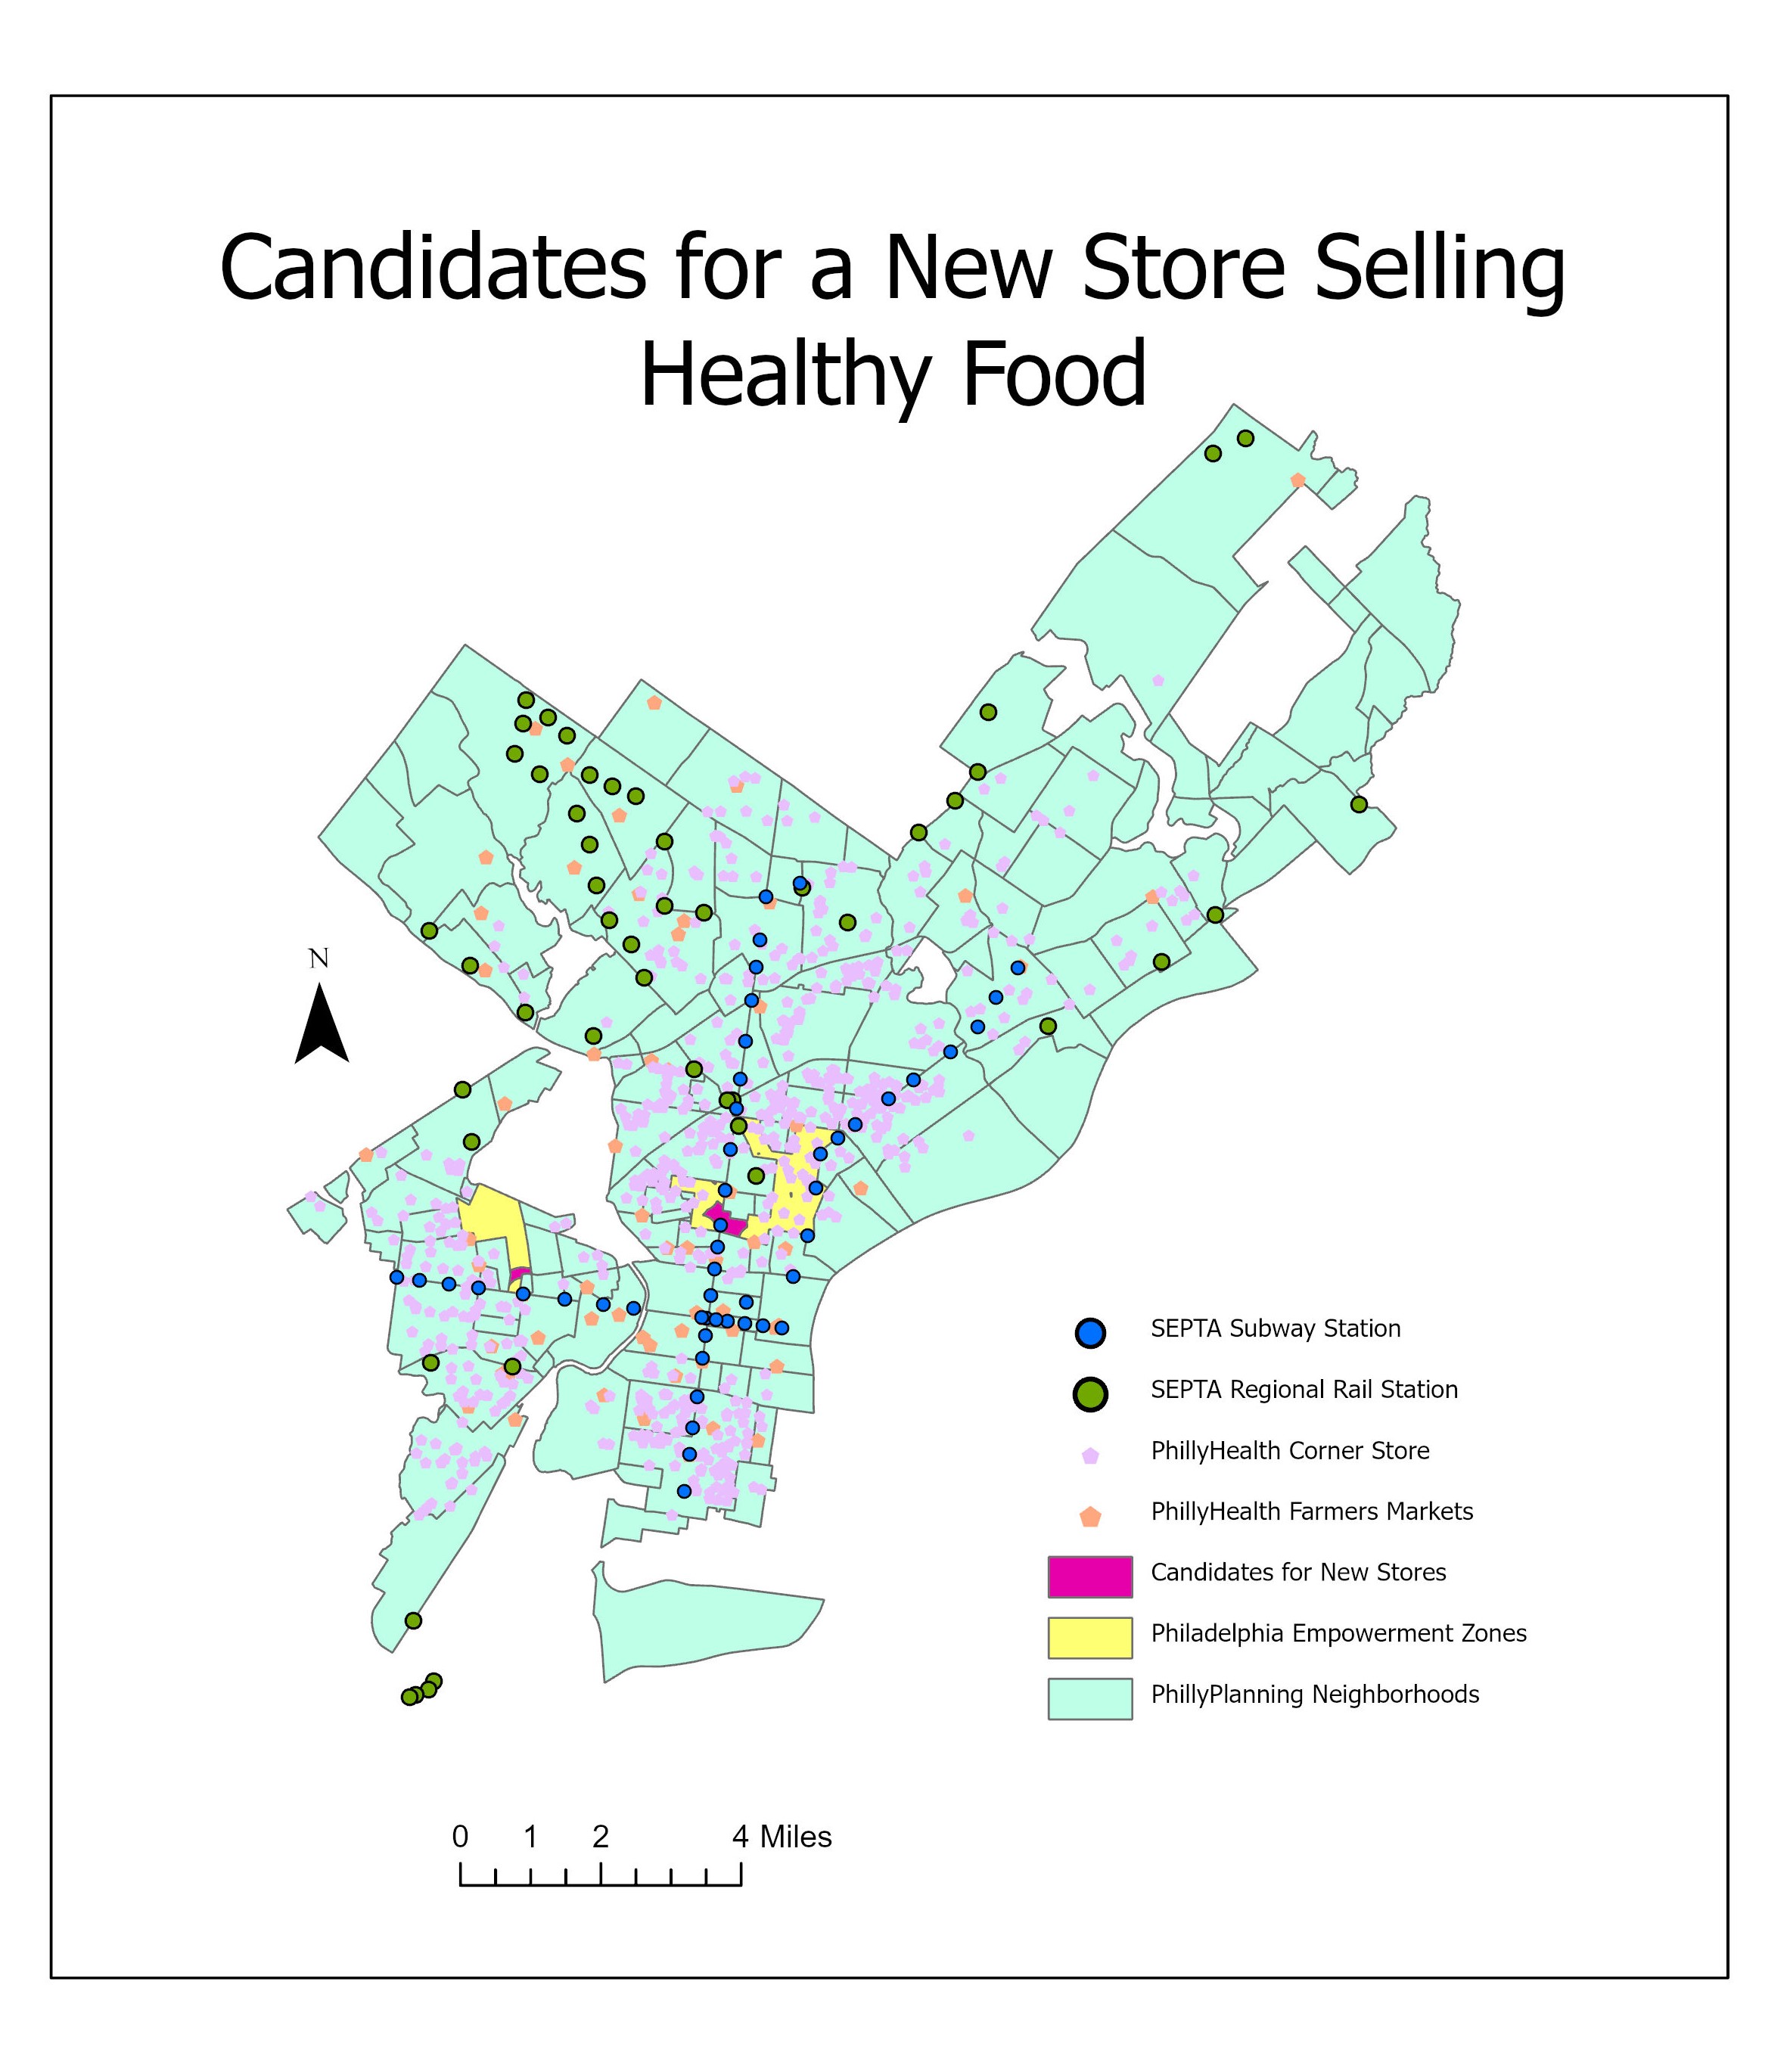 Candidates for a New Store Selling
Healthy Food
N
SEPTA Subway Station
SEPTA Regional Rail Station
PhillyHealth Corner Store
PhillyHealth Farmers Markets
Candidates for New Stores
Philadelphia Empowerment Zones
PhillyPlanning Neighborhoods
0 1 2 4 Miles